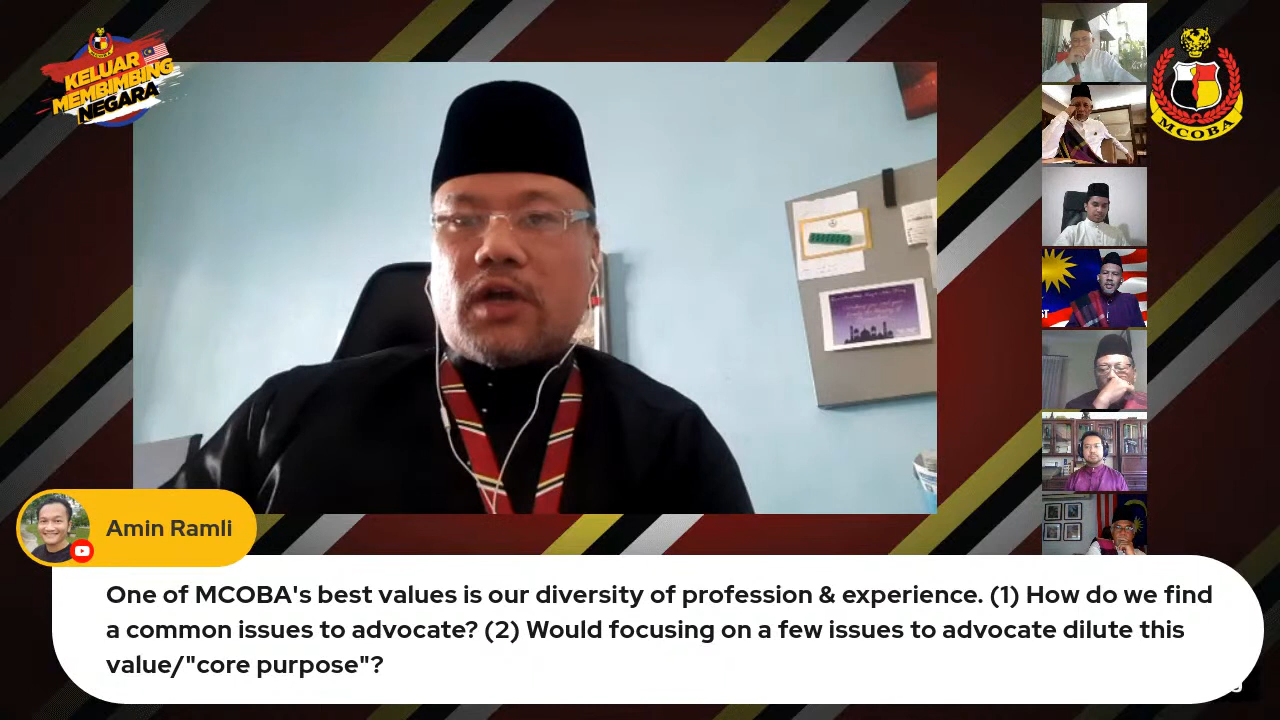 KELUAR
MEMBIMBING
NEGARA
MCOBA
ST
Amin Ramli
One of MCOBA's best values is our diversity of profession & experience. (1) How do we find
a common issues to advocate? (2) Would focusing on a few issues to advocate dilute this
value/"core purpose"?